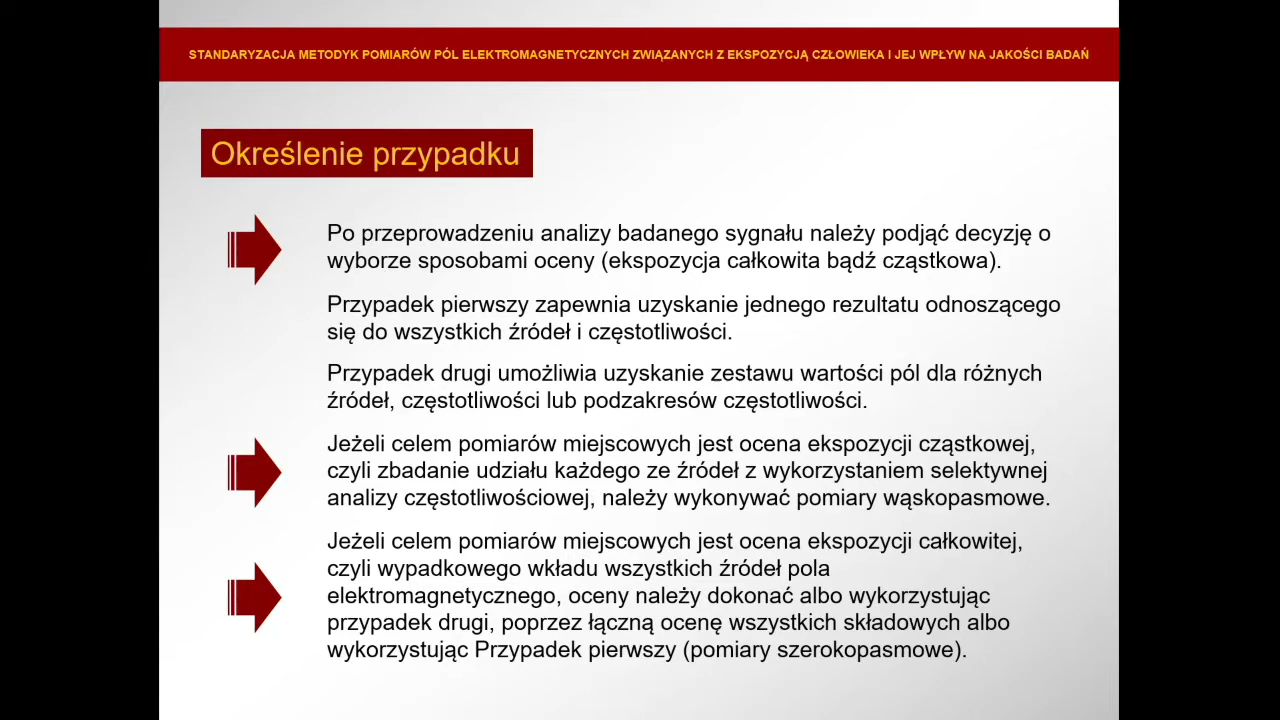 STANDARYZACJA METODYK POMIARÓW PÓL ELEKTROMAGNETYCZNYCH ZWIĄZANYCH Z EKSPOZYCJĄ CZŁOWIEKA I JEJ WPŁYW NA JAKOŚCI BADAŃ
Określenie przypadku
Po przeprowadzeniu analizy badanego sygnału należy podjąć decyzję o
wyborze sposobami oceny (ekspozycja całkowita bądź cząstkowa).
Przypadek pierwszy zapewnia uzyskanie jednego rezultatu odnoszącego
się do wszystkich źródeł i częstotliwości.
Przypadek drugi umożliwia uzyskanie zestawu wartości pól dla różnych
źródeł, częstotliwości lub podzakresów częstotliwości.
Jeżeli celem pomiarów miejscowych jest ocena ekspozycji cząstkowej,
czyli zbadanie udziału każdego ze źródeł z wykorzystaniem selektywnej
analizy częstotliwościowej, należy wykonywać pomiary wąskopasmowe.
Jeżeli celem pomiarów miejscowych jest ocena ekspozycji całkowitej,
czyli wypadkowego wkładu wszystkich źródeł pola
elektromagnetycznego, oceny należy dokonać albo wykorzystując
przypadek drugi, poprzez łączną ocenę wszystkich składowych albo
wykorzystując Przypadek pierwszy (pomiary szerokopasmowe).